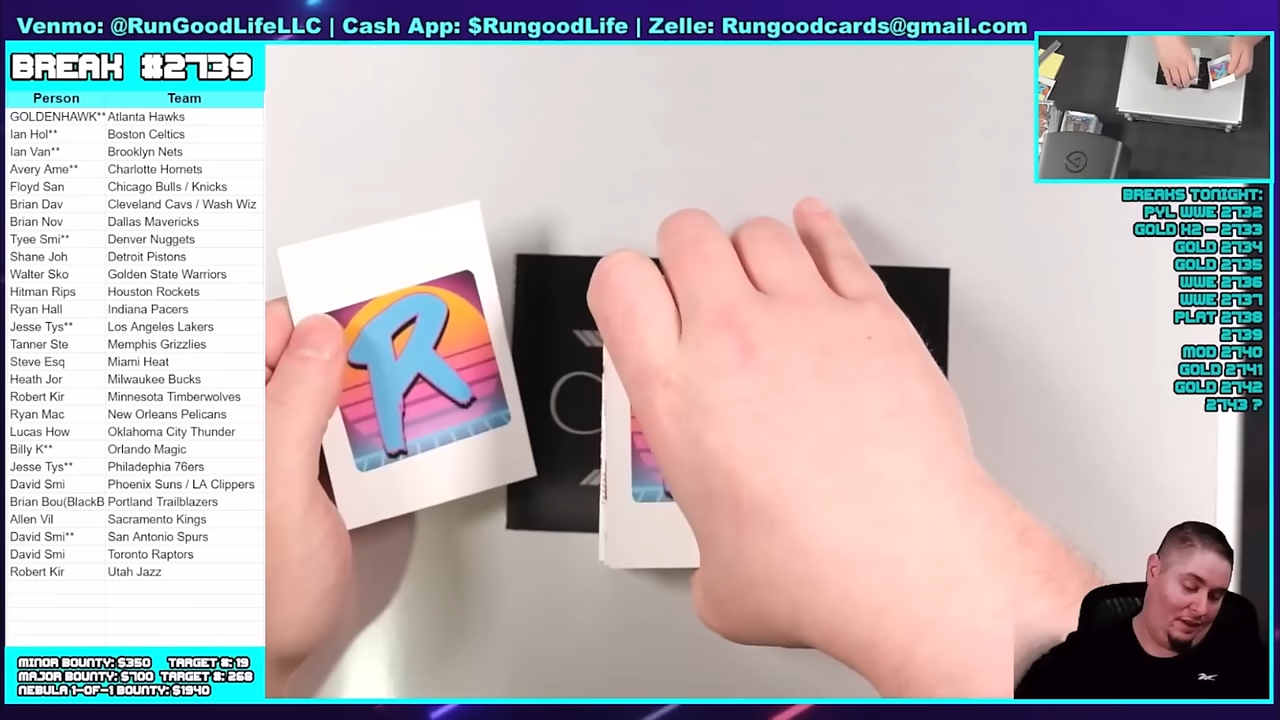 Venmo: @RunGoodLifeLLC | Cash App: $RungoodLife | Zelle: Rungoodcards@gmail.com
BREAK #2739
Person Team
GOLDENHAWK** Atlanta Hawks
Ian Hol** Boston Celtics
Ian Van** Brooklyn Nets
Avery Ame** Charlotte Hornets
Floyd San Chicago Bulls / Knicks
Brian Dav Cleveland Cavs / Wash Wiz
Brian Nov Dallas Mavericks
Tyee Smi** Denver Nuggets
Shane Joh Detroit Pistons
Walter Sko Golden State Warriors
Hitman Rips Houston Rockets
Ryan Hall Indiana Pacers
Jesse Tys** Los Angeles Lakers
Tanner Ste Memphis Grizzlies
Steve Esq Miami Heat
Heath Jor Milwaukee Bucks
Robert Kir Minnesota Timberwolves
Ryan Mac New Orleans Pelicans
Lucas How Oklahoma City Thunder
Billy K** Orlando Magic
Jesse Tys** Philadephia 76ers
David Smi Phoenix Suns / LA Clippers
Brian Bou(BlackB Portland Trailblazers
Allen Vil Sacramento Kings
David Smi** San Antonio Spurs
David Smi Toronto Raptors
Robert Kir Utah Jazz
MINOR BOUNTY: $350 TARGET #: 19
MAJOR BOUNTY: $700 TARGET #: 268
NEBULA 1-OF-1 BOUNTY: $1940
R
BREAKS TONIGHT:
PYL WWE 2732
GOLD H2 - 2733
GOLD 2734
GOLD 2735
WWE 2736
WWE 2737
PLAT 2738
2739
MOD 2740
GOLD 2741
GOLD 2742
2743 ?